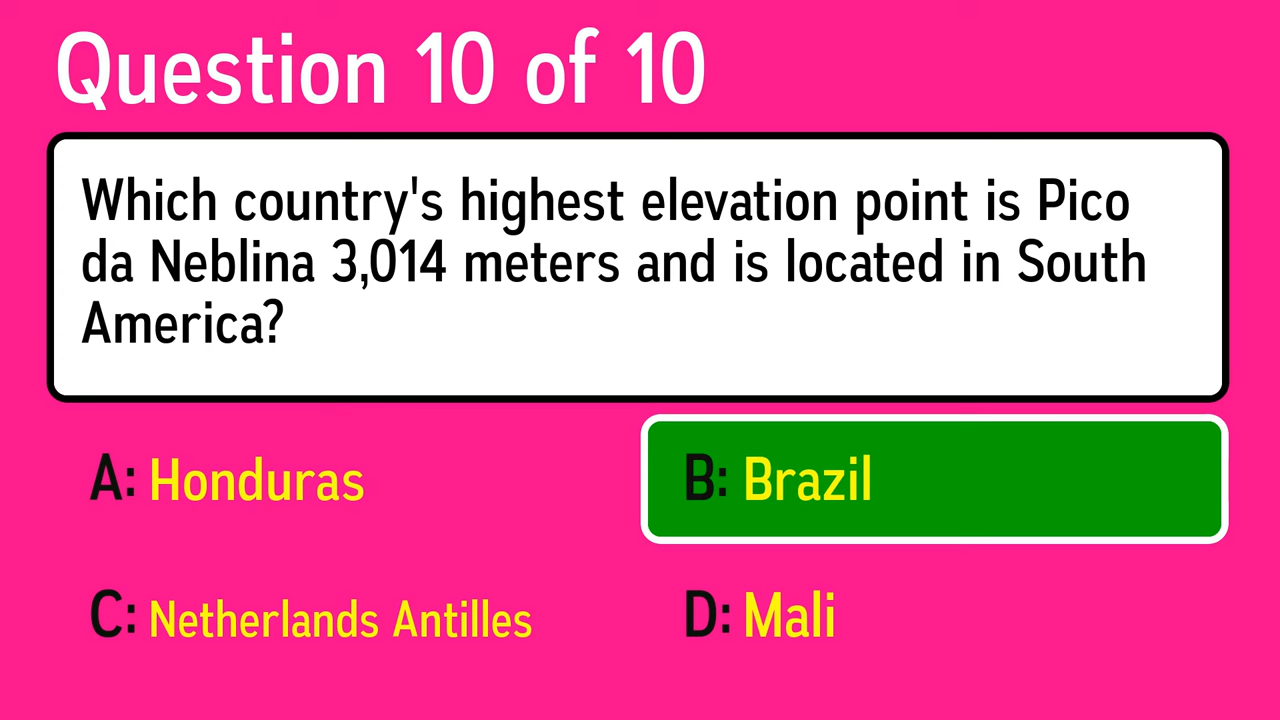 Question 10 of 10
Which country's highest elevation point is Pico
da Neblina 3,014 meters and is located in South
America?
A: Honduras
B: Brazil
C: Netherlands Antilles
D: Mali